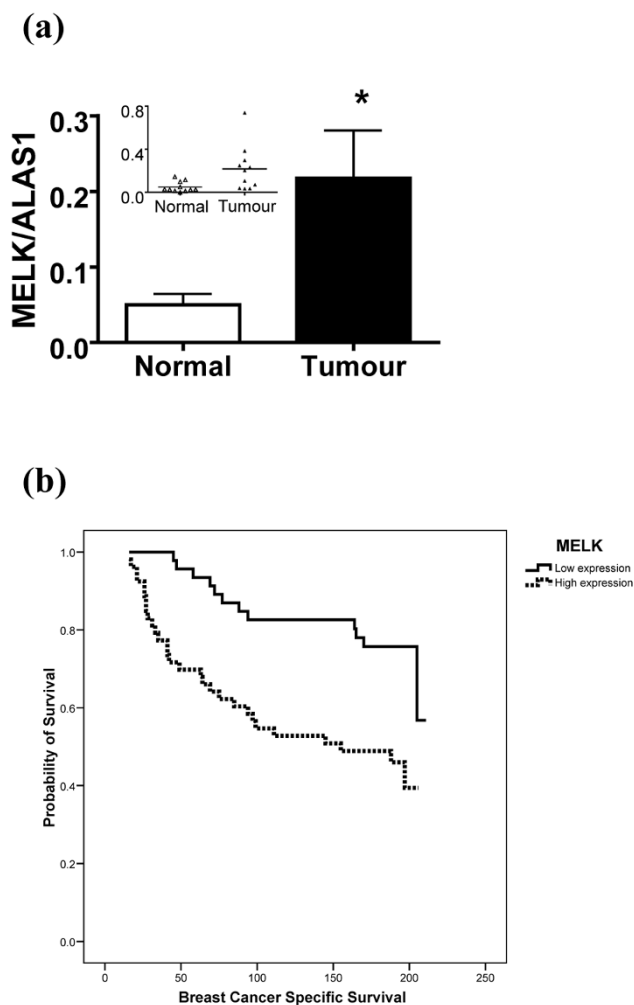 (a)
MELK/ALAS1
0.3
0.2
0.1
0.0
0.8
0.4
0.0
Normal Tumour
*
Normal Tumour
(b)
Probability of Survival
1.0
0.8
0.6
0.4
0.2
0.0
0 50 100 150 200 250
Breast Cancer Specific Survival
MELK
Low expression
High expression